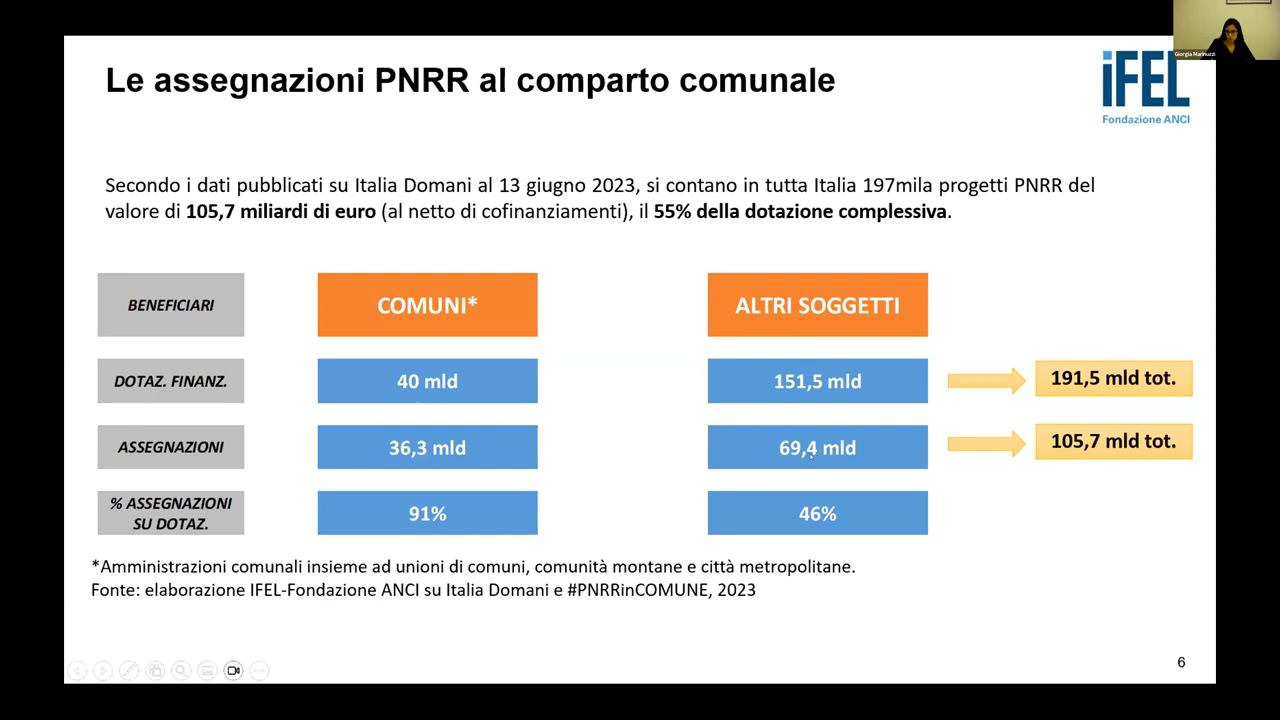 Giorgia Marinuzzi
Le assegnazioni PNRR al comparto comunale
iFEL
Fondazione ANCI
Secondo i dati pubblicati su Italia Domani al 13 giugno 2023, si contano in tutta Italia 197mila progetti PNRR del
valore di 105,7 miliardi di euro (al netto di cofinanziamenti), il 55% della dotazione complessiva.
BENEFICIARI
COMUNI*
ALTRI SOGGETTI
DOTAZ. FINANZ.
40 mld
151,5 mld
191,5 mld tot.
ASSEGNAZIONI
36,3 mld
69,4 mld
105,7 mld tot.
% ASSEGNAZIONI
SU DOTAZ.
91%
46%
*Amministrazioni comunali insieme ad unioni di comuni, comunità montane e città metropolitane.
Fonte: elaborazione IFEL-Fondazione ANCI su Italia Domani e #PNRRinCOMUNE, 2023
6